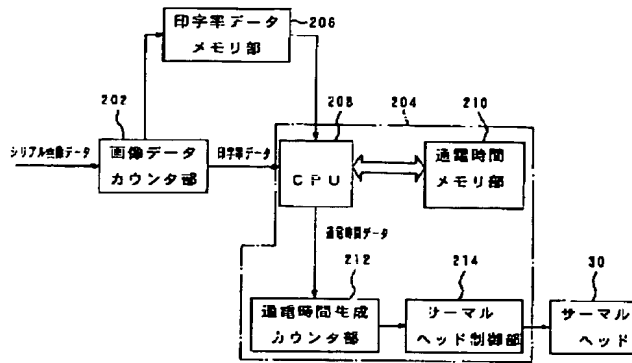 印字率データ
メモリ部
206
202
208
204
210
シリアル画像データ
画像データ
カウンタ部
印字率データ
CPU
通電時間
メモリ部
通電時間データ
212
214
30
通電時間生成
カウンタ部
サーマル
ヘッド制御部
サーマル
ヘッド